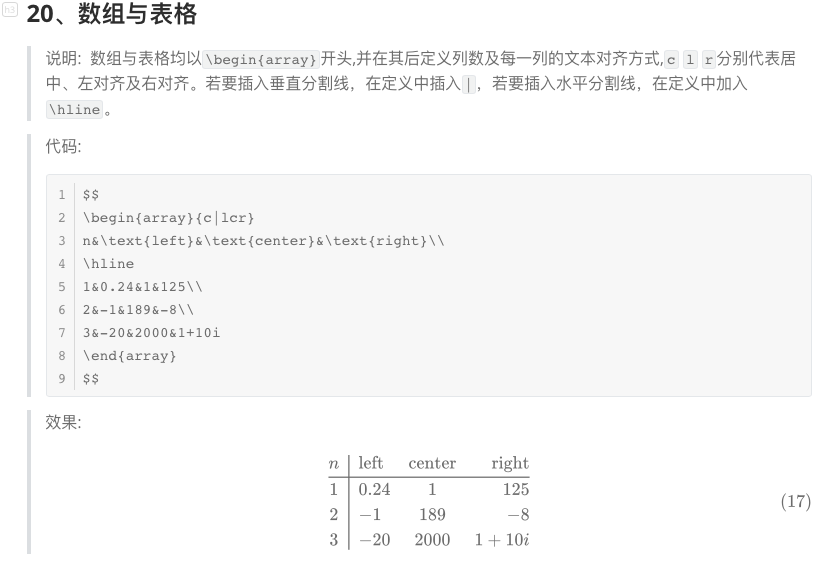 h3
20、数组与表格
说明: 数组与表格均以\begin{array}开头,并在其后定义列数及每一列的文本对齐方式,c l r分别代表居
中、左对齐及右对齐。若要插入垂直分割线，在定义中插入|，若要插入水平分割线，在定义中加入
\hline。
代码:
1 $$
2 \begin{array}{c|lcr}
3 n&\text{left}&\text{center}&\text{right}\\
4 \hline
5 1&0.24&1&125\\
6 2&-1&189&-8\\
7 3&-20&2000&1+10i
8 \end{array}
9 $$
效果:
n left center right
1 0.24 1 125
(17)
2 −1 189 −8
3 −20 2000 1 + 10i